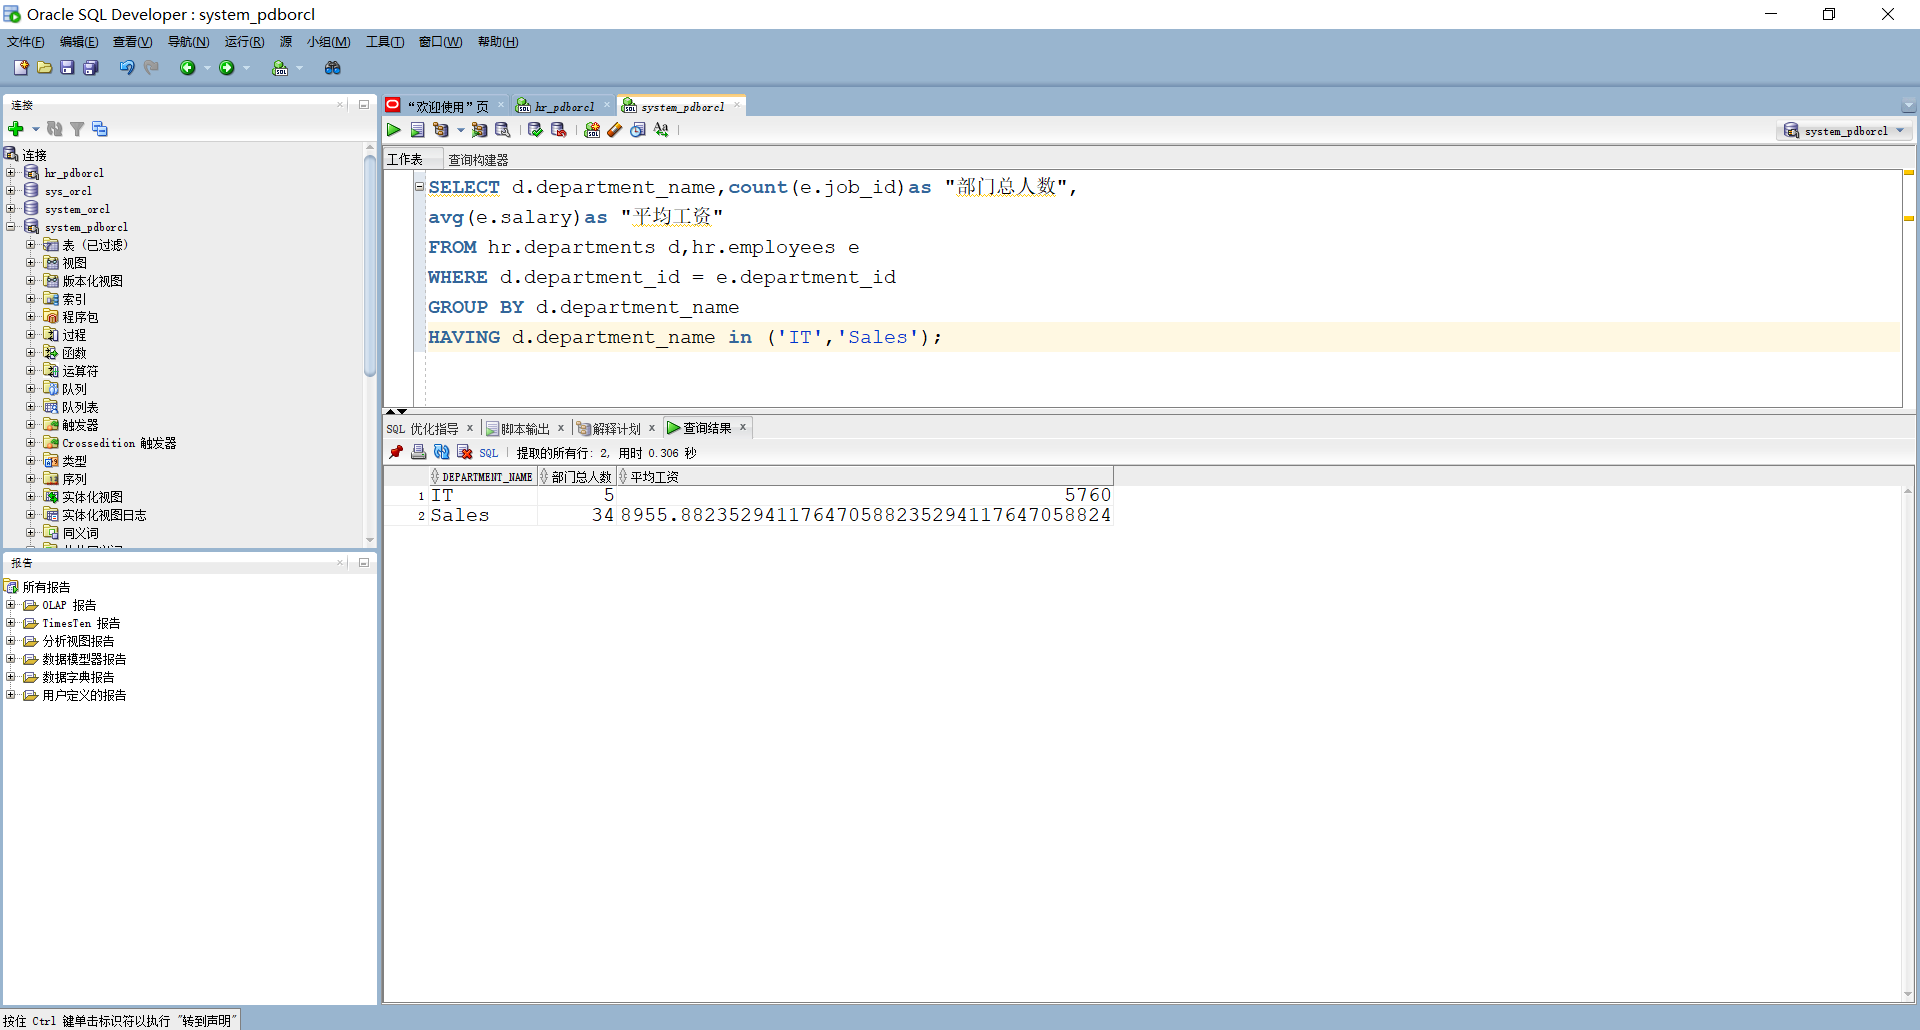 Oracle SQL Developer : system_pdborcl
文件(F) 编辑(E) 查看(V) 导航(N) 运行(R) 源 小组(M) 工具(T) 窗口(W) 帮助(H)
连接
连接
hr_pdborcl
sys_orcl
system_orcl
system_pdborcl
表 (已过滤)
视图
版本化视图
索引
程序包
过程
函数
运算符
队列
队列表
触发器
Crossedition 触发器
类型
序列
实体化视图
实体化视图日志
同义词
报告
所有报告
OLAP 报告
TimesTen 报告
分析视图报告
数据模型器报告
数据字典报告
用户定义的报告
“欢迎使用”页 hr_pdborcl system_pdborcl
system_pdborcl
工作表 查询构建器
SELECT d.department_name,count(e.job_id)as "部门总人数",
avg(e.salary)as "平均工资"
FROM hr.departments d,hr.employees e
WHERE d.department_id = e.department_id
GROUP BY d.department_name
HAVING d.department_name in ('IT','Sales');
SQL 优化指导 脚本输出 解释计划 查询结果
SQL 提取的所有行: 2, 用时 0.306 秒
DEPARTMENT_NAME 部门总人数 平均工资
1 IT 5 5760
2 Sales 34 8955.88235294117647058823529411764705882​4
按住 Ctrl 键单击标识符以执行 "转到声明"